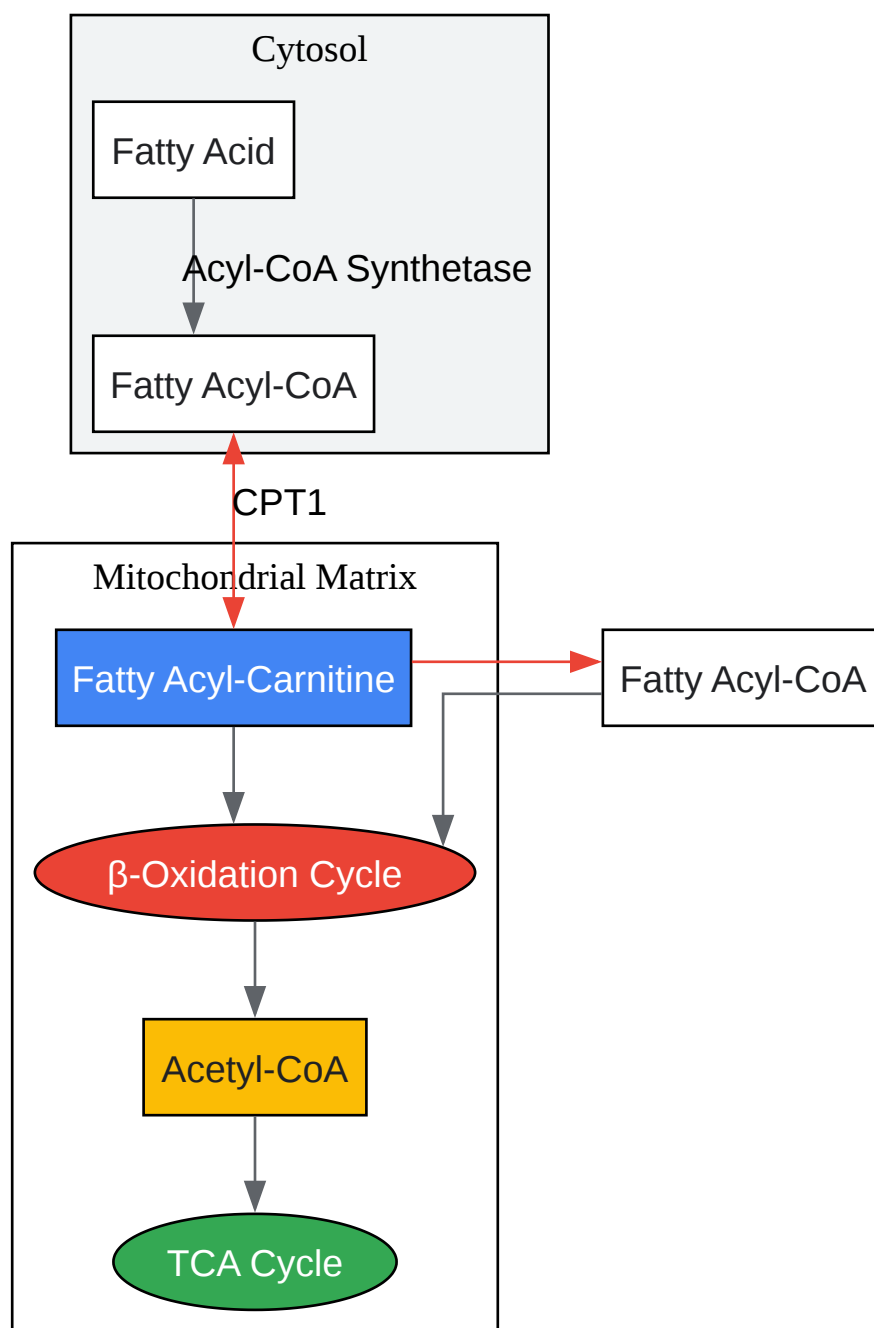 Cytosol
Fatty Acid
Acyl-CoA Synthetase
Fatty Acyl-CoA
CPT1
Mitochondrial Matrix
Fatty Acyl-Carnitine
Fatty Acyl-CoA
β-Oxidation Cycle
Acetyl-CoA
TCA Cycle